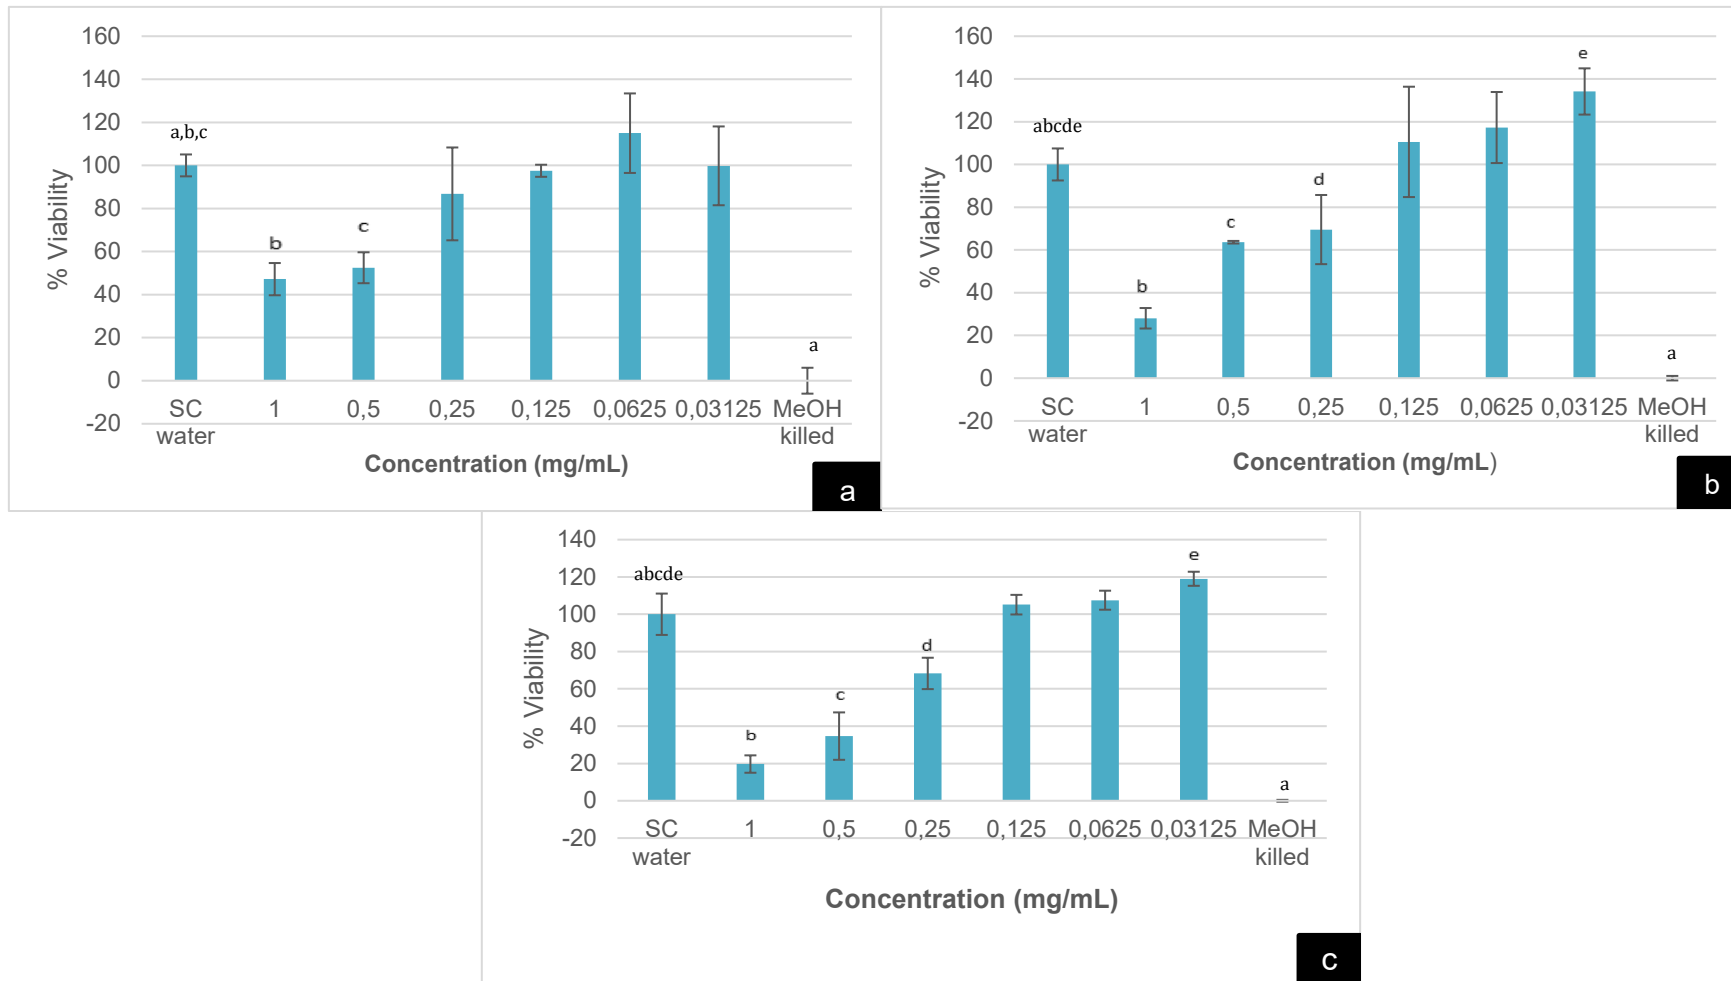 160
140
120
100
80
60
40
20
0
-20
% Viability
a,b,c
b
c
a
SC water
1
0,5
0,25
0,125
0,0625
0,03125
MeOH killed
Concentration (mg/mL)
a
160
140
120
100
80
60
40
20
0
-20
% Viability
abcde
b
c
d
e
a
SC water
1
0,5
0,25
0,125
0,0625
0,03125
MeOH killed
Concentration (mg/mL)
b
140
120
100
80
60
40
20
0
-20
% Viability
abcde
b
c
d
e
a
SC water
1
0,5
0,25
0,125
0,0625
0,03125
MeOH killed
Concentration (mg/mL)
c